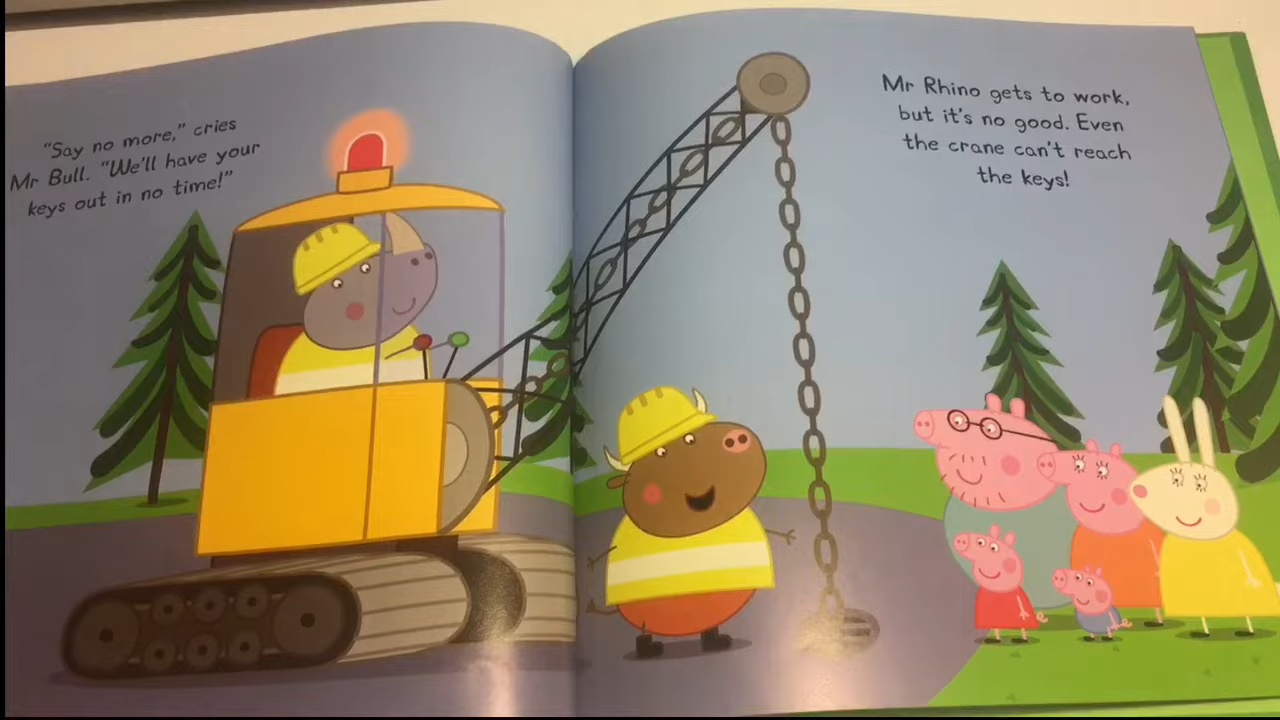 "Say no more," cries
Mr Bull. "We'll have your
keys out in no time!"
Mr Rhino gets to work,
but it's no good. Even
the crane can't reach
the keys!